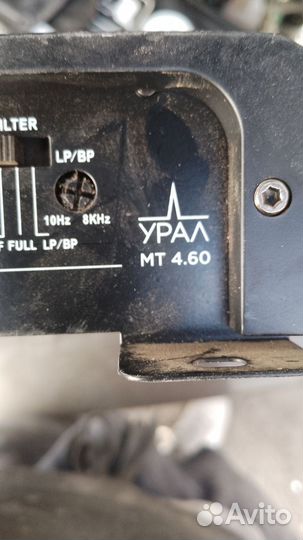 ILTER
LP/BP
10Hz 8KHz
F FULL LP/BP
УРАЛ
MT 4.60
Avito